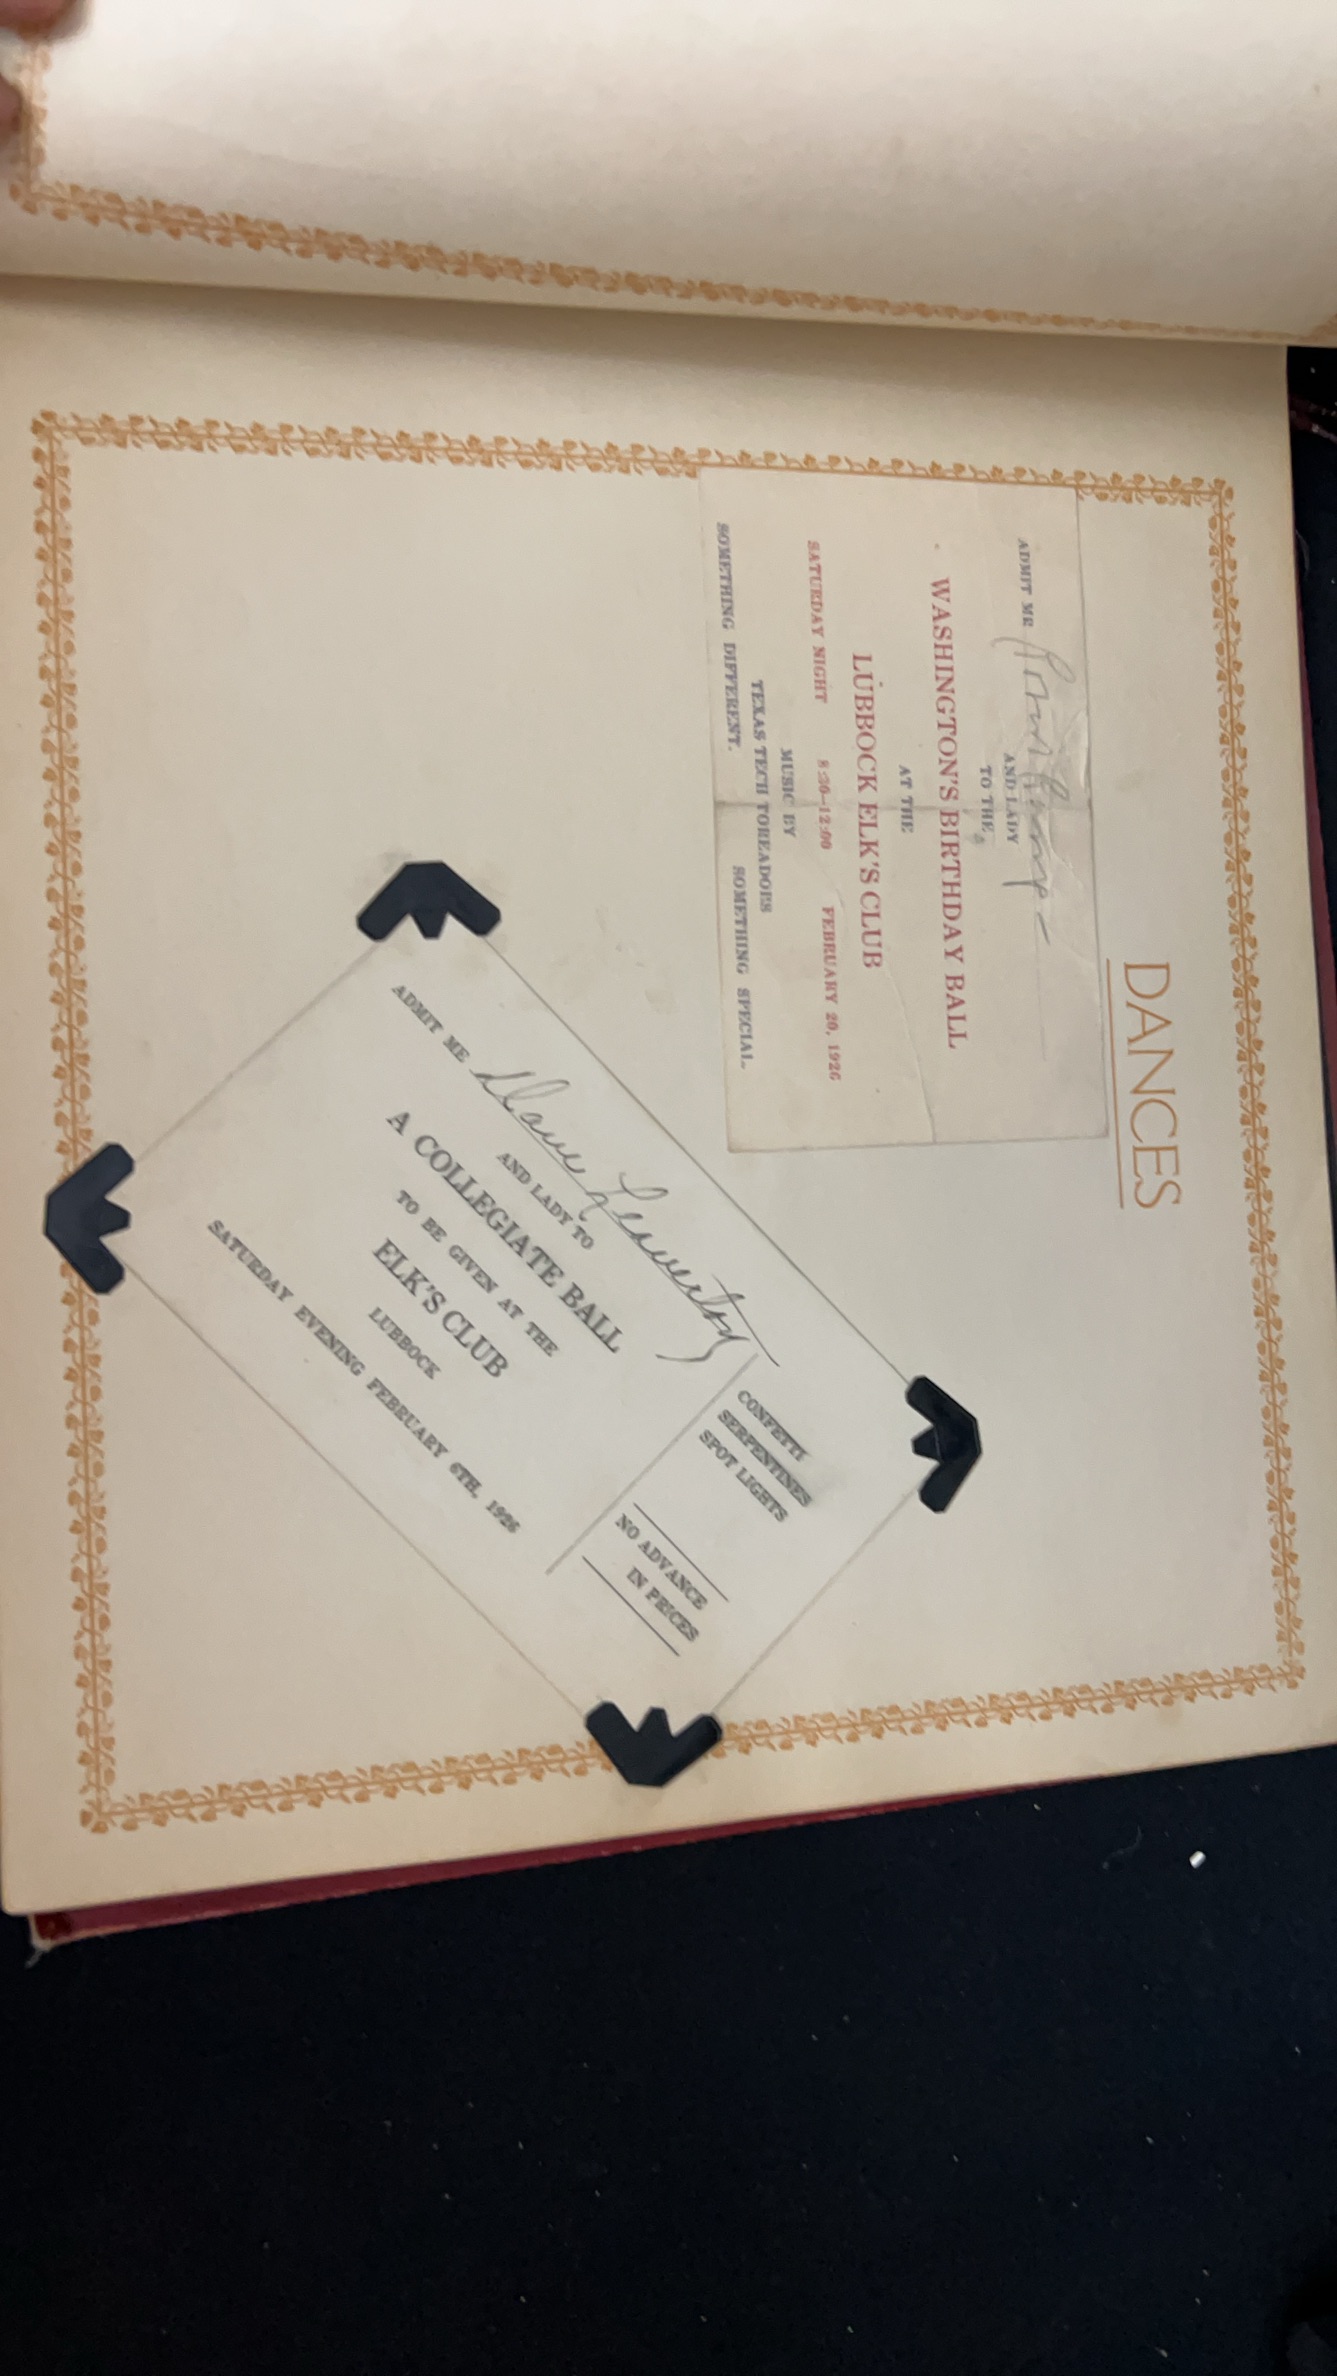 DANCES
ADMIT ME
AND LADY
TO THE
WASHINGTON'S BIRTHDAY BALL
AT THE
LUBBOCK ELK'S CLUB
SATURDAY NIGHT 8:30-12:00 FEBRUARY 20, 1926
MUSIC BY
TEXAS TECH TOREADORS
SOMETHING DIFFERENT. SOMETHING SPECIAL.
ADMIT ME
AND LADY TO
A COLLEGIATE BALL
TO BE GIVEN AT THE
ELK'S CLUB
LUBBOCK
SATURDAY EVENING FEBRUARY 6TH, 1926
CONFETTI
SERPENTINES
SPOT LIGHTS
NO ADVANCE
IN PRICES